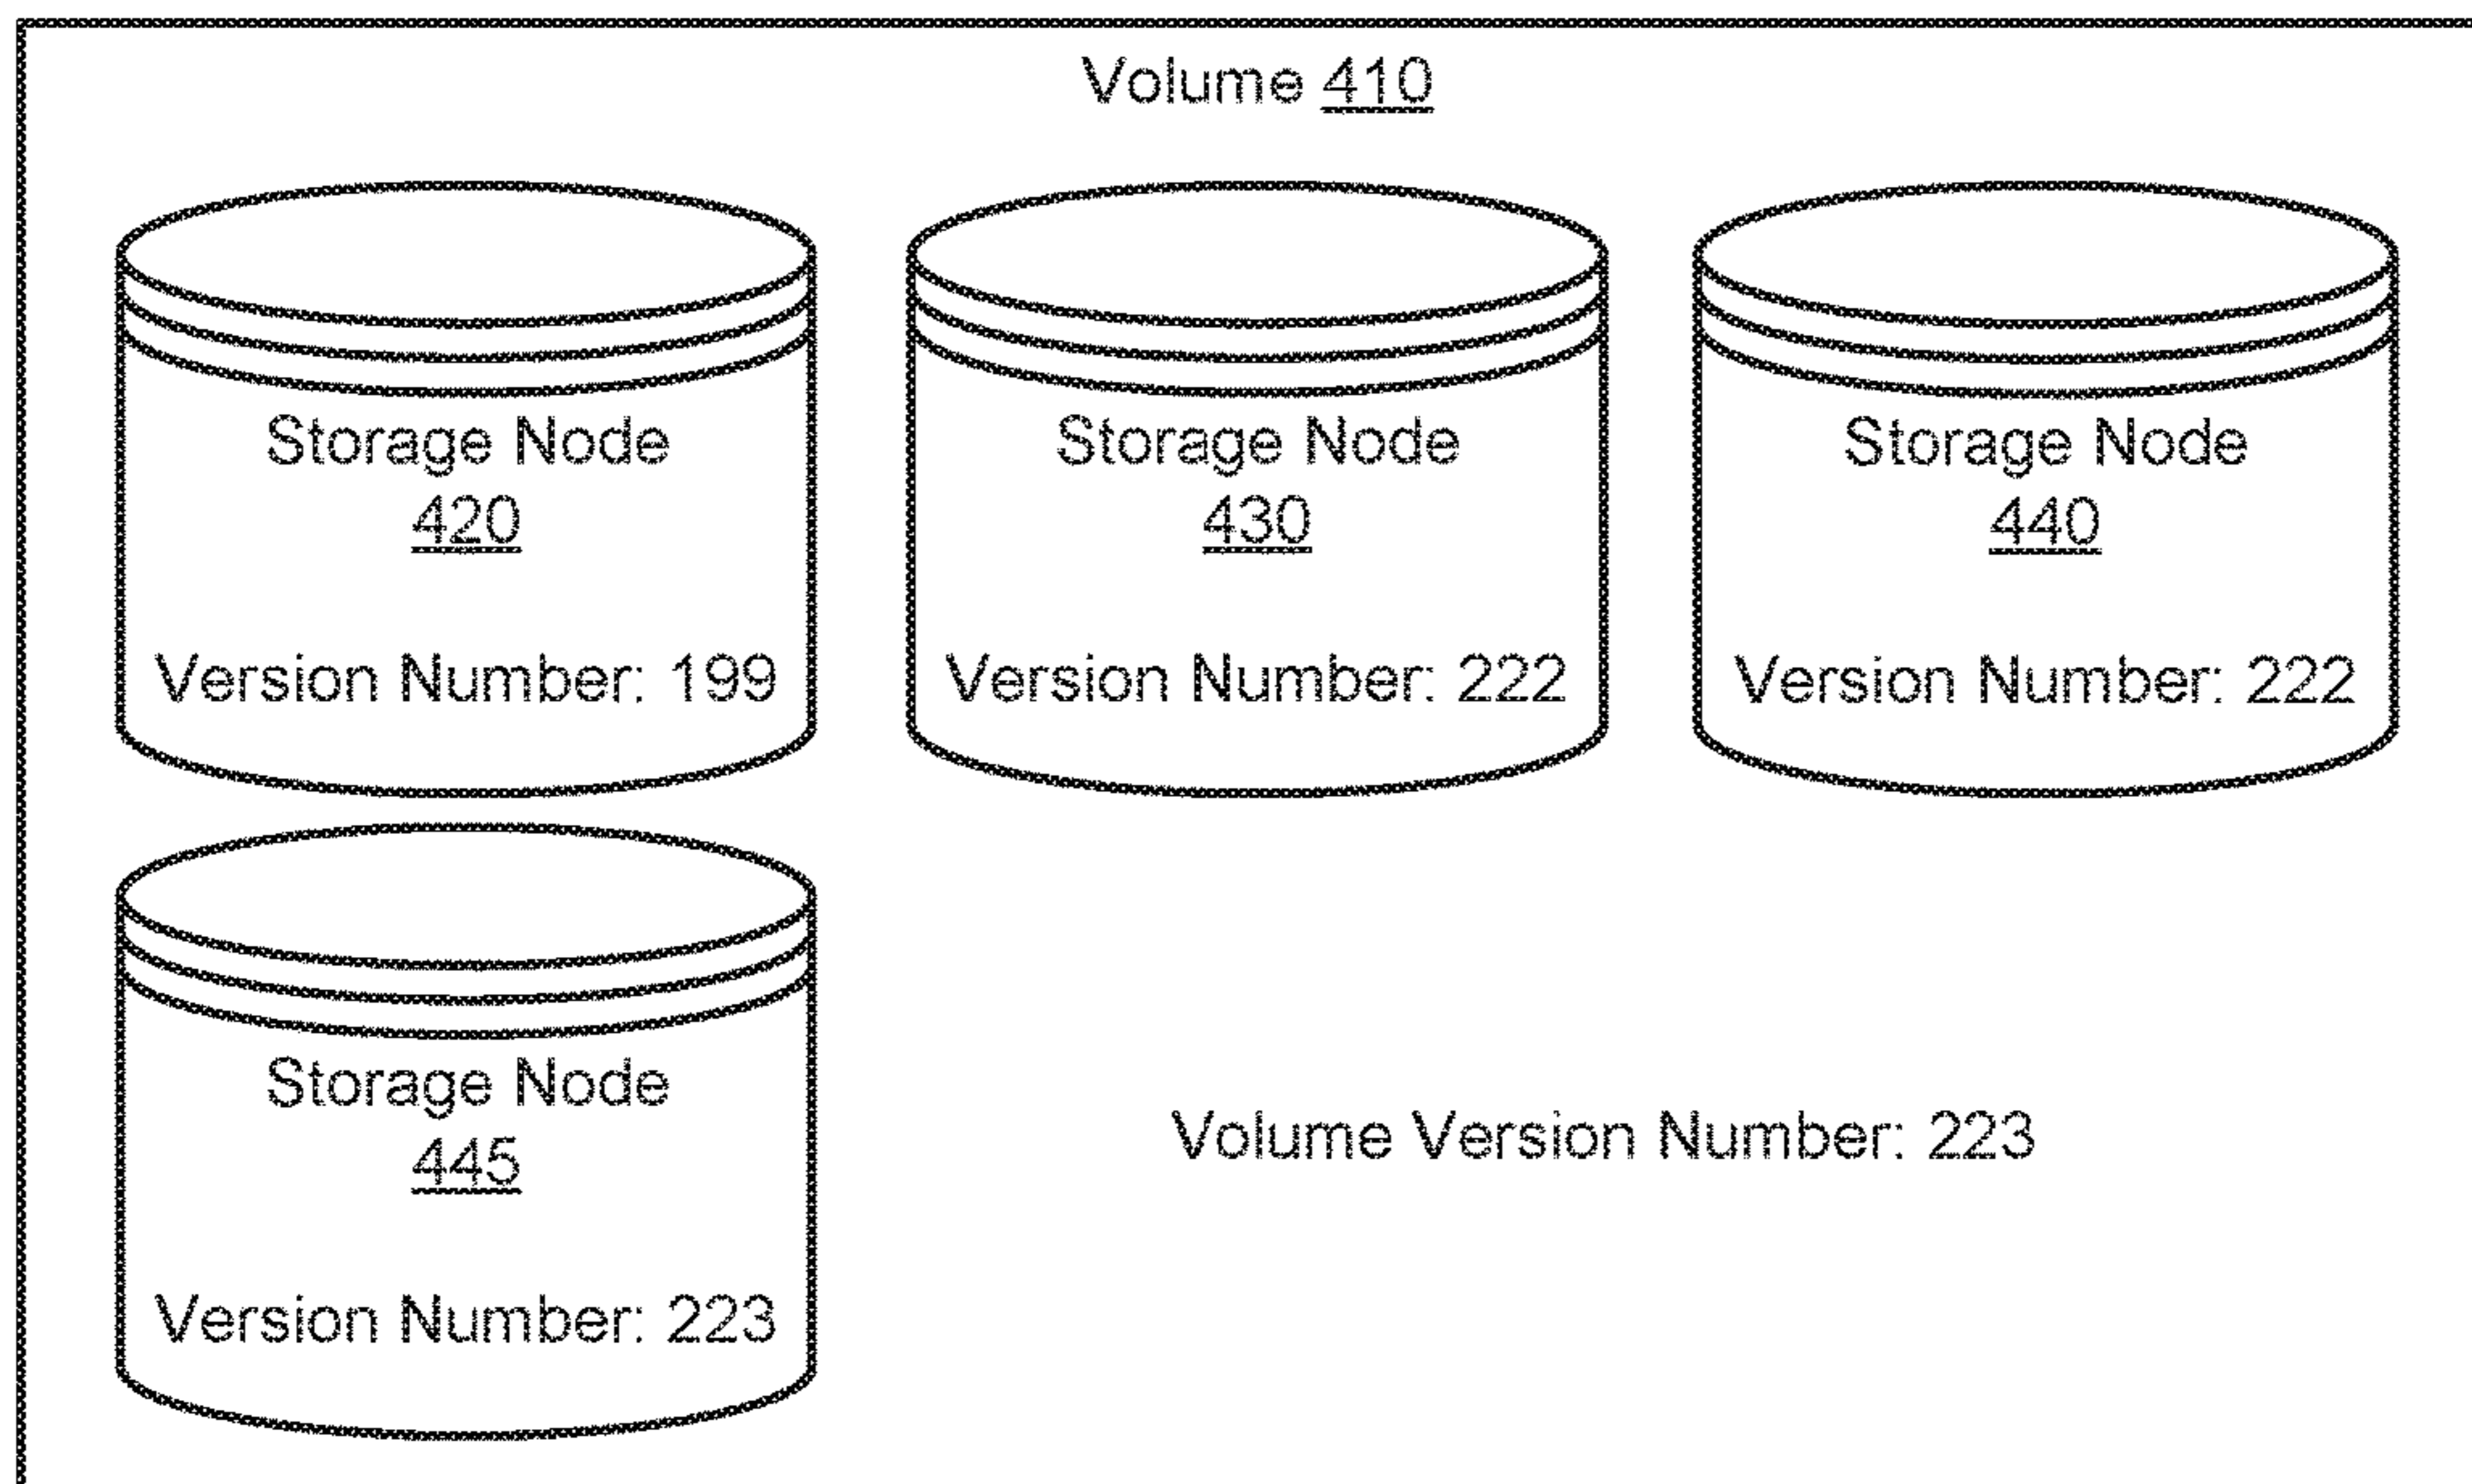 Volume 410
Storage Node
420
Version Number: 199
Storage Node
430
Version Number: 222
Storage Node
440
Version Number: 222
Storage Node
445
Version Number: 223
Volume Version Number: 223